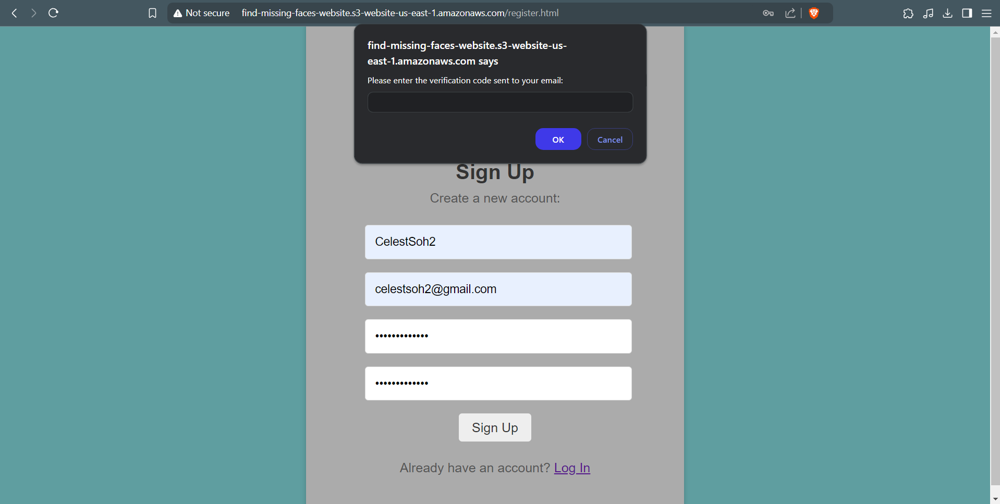 Not secure find-missing-faces-website.s3-website-us-east-1.amazonaws.com/register.html
find-missing-faces-website.s3-website-us-
east-1.amazonaws.com says
Please enter the verification code sent to your email:
OK Cancel
Sign Up
Create a new account:
CelestSoh2
celestsoh2@gmail.com
•••••••••••••
•••••••••••••
Sign Up
Already have an account? Log In